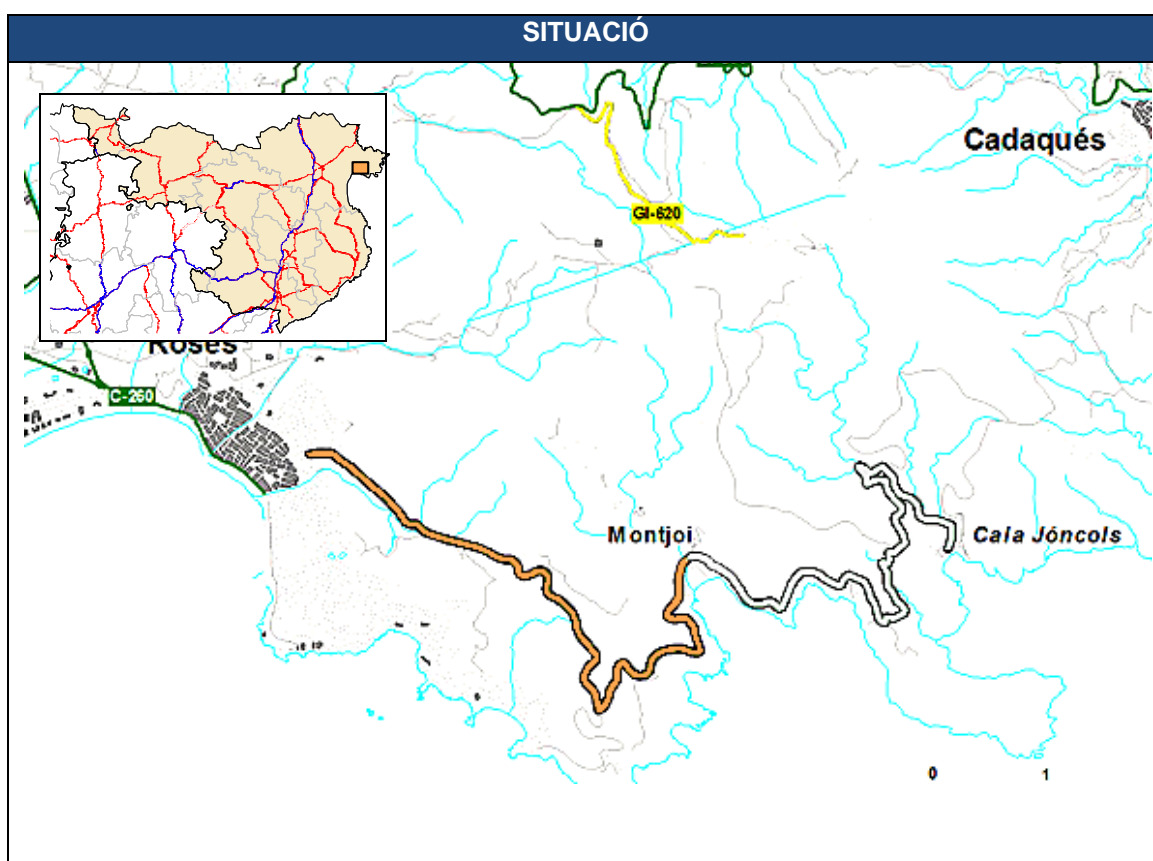 SITUACIÓ
Cadaqués
GI-620
Roses
C-260
Montjoi
Cala Jóncols
0 1